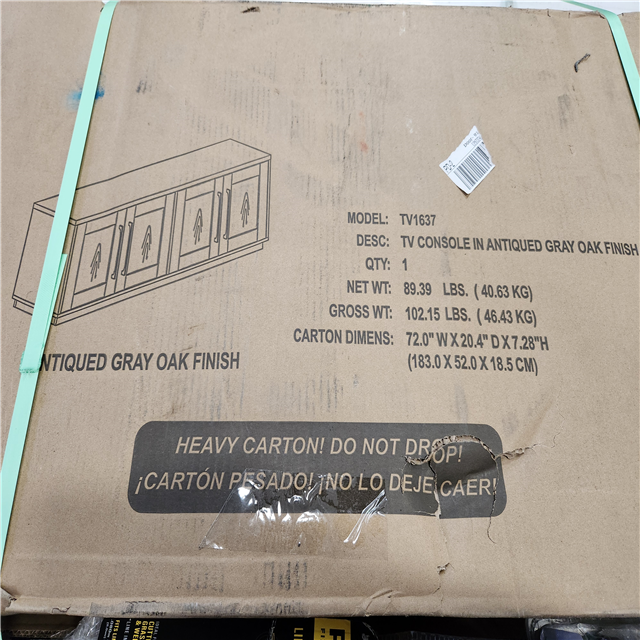 MODEL: TV1637
DESC: TV CONSOLE IN ANTIQUED GRAY OAK FINISH
QTY: 1
NET WT: 89.39 LBS. ( 40.63 KG)
GROSS WT: 102.15 LBS. ( 46.43 KG)
CARTON DIMENS: 72.0" W X 20.4" D X 7.28"H
(183.0 X 52.0 X 18.5 CM)
NTIQUED GRAY OAK FINISH
HEAVY CARTON! DO NOT DROP!
¡CARTÓN PESADO! ¡NO LO DEJE CAER!